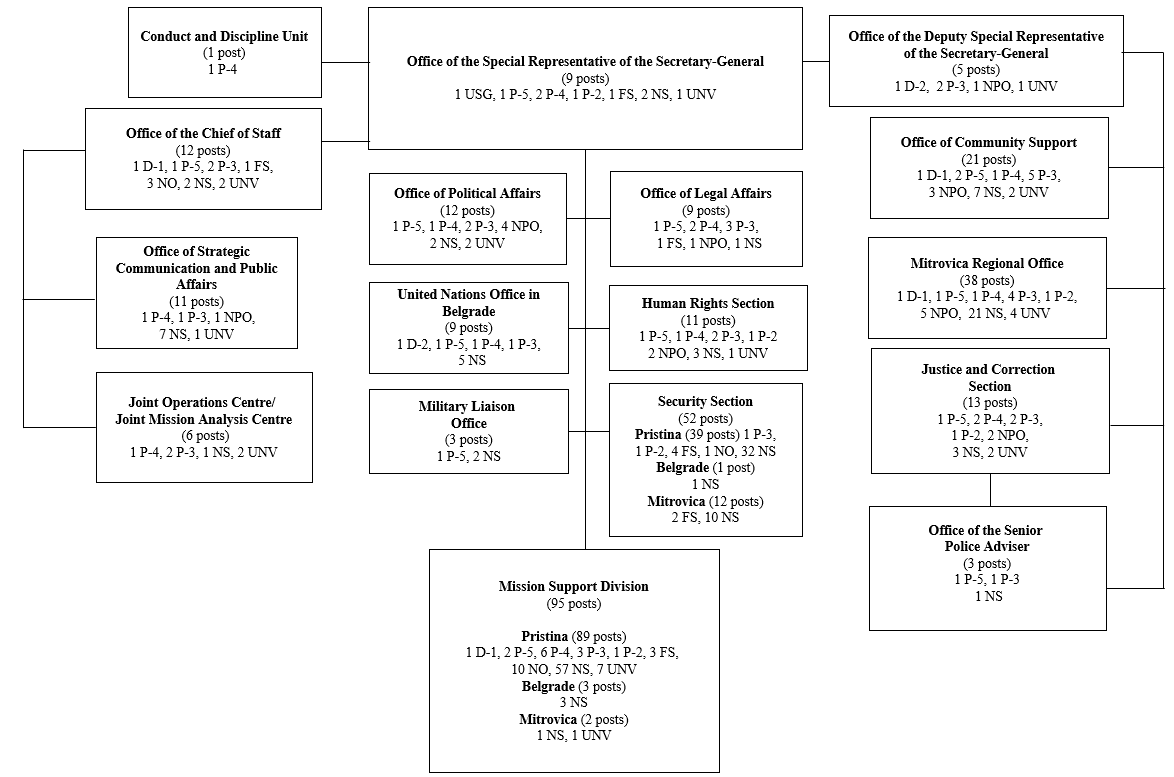 Conduct and Discipline Unit
(1 post)
1 P-4
Office of the Special Representative of the Secretary-General
(9 posts)
1 USG, 1 P-5, 2 P-4, 1 P-2, 1 FS, 2 NS, 1 UNV
Office of the Deputy Special Representative
of the Secretary-General
(5 posts)
1 D-2, 2 P-3, 1 NPO, 1 UNV
Office of the Chief of Staff
(12 posts)
1 D-1, 1 P-5, 2 P-3, 1 FS,
3 NO, 2 NS, 2 UNV
Office of Community Support
(21 posts)
1 D-1, 2 P-5, 1 P-4, 5 P-3,
3 NPO, 7 NS, 2 UNV
Office of Political Affairs
(12 posts)
1 P-5, 1 P-4, 2 P-3, 4 NPO,
2 NS, 2 UNV
Office of Legal Affairs
(9 posts)
1 P-5, 2 P-4, 3 P-3,
1 FS, 1 NPO, 1 NS
Office of Strategic
Communication and Public
Affairs
(11 posts)
1 P-4, 1 P-3, 1 NPO,
7 NS, 1 UNV
Mitrovica Regional Office
(38 posts)
1 D-1, 1 P-5, 1 P-4, 4 P-3, 1 P-2,
5 NPO, 21 NS, 4 UNV
United Nations Office in
Belgrade
(9 posts)
1 D-2, 1 P-5, 1 P-4, 1 P-3,
5 NS
Human Rights Section
(11 posts)
1 P-5, 1 P-4, 2 P-3, 1 P-2
2 NPO, 3 NS, 1 UNV
Joint Operations Centre/
Joint Mission Analysis Centre
(6 posts)
1 P-4, 2 P-3, 1 NS, 2 UNV
Military Liaison
Office
(3 posts)
1 P-5, 2 NS
Security Section
(52 posts)
Pristina (39 posts) 1 P-3,
1 P-2, 4 FS, 1 NO, 32 NS
Belgrade (1 post)
1 NS
Mitrovica (12 posts)
2 FS, 10 NS
Justice and Correction
Section
(13 posts)
1 P-5, 2 P-4, 2 P-3,
1 P-2, 2 NPO,
3 NS, 2 UNV
Office of the Senior
Police Adviser
(3 posts)
1 P-5, 1 P-3
1 NS
Mission Support Division
(95 posts)
Pristina (89 posts)
1 D-1, 2 P-5, 6 P-4, 3 P-3, 1 P-2, 3 FS,
10 NO, 57 NS, 7 UNV
Belgrade (3 posts)
3 NS
Mitrovica (2 posts)
1 NS, 1 UNV